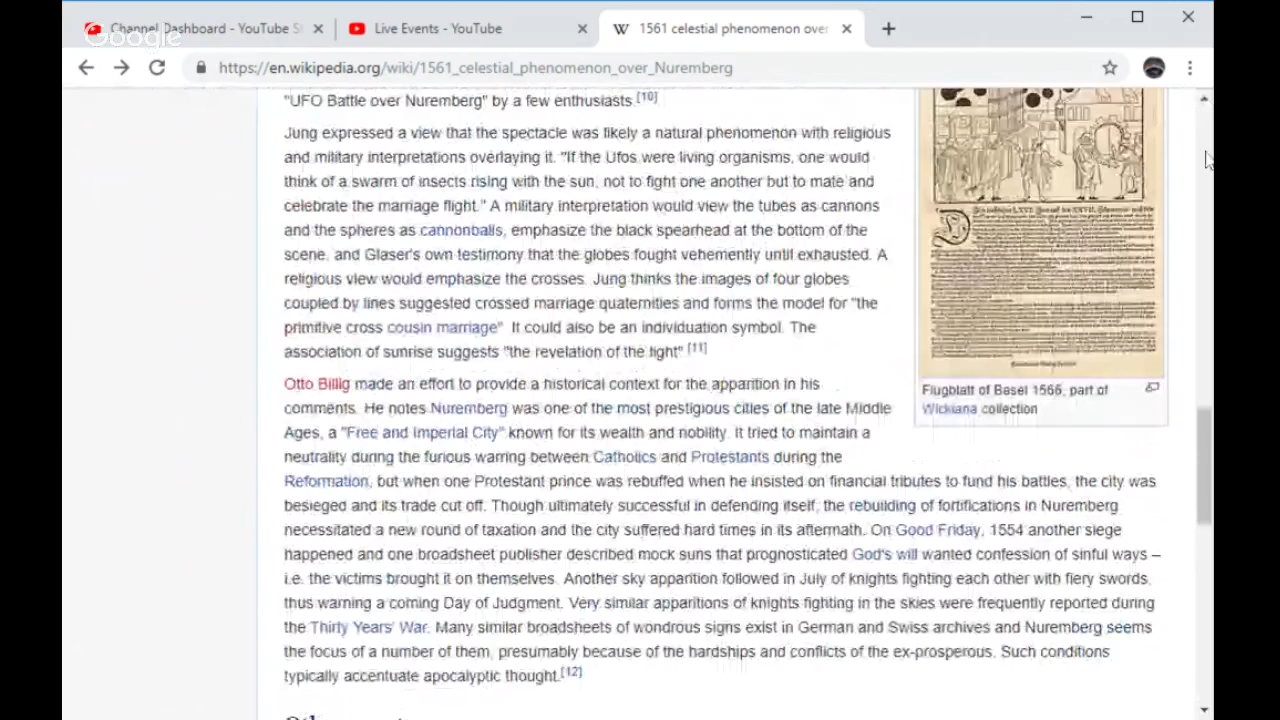 Channel Dashboard - YouTube St
Live Events - YouTube
1561 celestial phenomenon over
Google
https://en.wikipedia.org/wiki/1561_celestial_phenomenon_over_Nuremberg
"UFO Battle over Nuremberg" by a few enthusiasts.[10]
Jung expressed a view that the spectacle was likely a natural phenomenon with religious
and military interpretations overlaying it. "If the Ufos were living organisms, one would
think of a swarm of insects rising with the sun, not to fight one another but to mate and
celebrate the marriage flight." A military interpretation would view the tubes as cannons
and the spheres as cannonballs, emphasize the black spearhead at the bottom of the
scene, and Glaser's own testimony that the globes fought vehemently until exhausted. A
religious view would emphasize the crosses. Jung thinks the images of four globes
coupled by lines suggested crossed marriage quaternities and forms the model for "the
primitive cross cousin marriage". It could also be an individuation symbol. The
association of sunrise suggests "the revelation of the light".[11]
Otto Billig made an effort to provide a historical context for the apparition in his
comments. He notes Nuremberg was one of the most prestigious cities of the late Middle
Ages, a "Free and Imperial City" known for its wealth and nobility. It tried to maintain a
neutrality during the furious warring between Catholics and Protestants during the
Reformation, but when one Protestant prince was rebuffed when he insisted on financial tributes to fund his battles, the city was
besieged and its trade cut off. Though ultimately successful in defending itself, the rebuilding of fortifications in Nuremberg
necessitated a new round of taxation and the city suffered hard times in its aftermath. On Good Friday, 1554 another siege
happened and one broadsheet publisher described mock suns that prognosticated God's will wanted confession of sinful ways –
i.e. the victims brought it on themselves. Another sky apparition followed in July of knights fighting each other with fiery swords,
thus warning a coming Day of Judgment. Very similar apparitions of knights fighting in the skies were frequently reported during
the Thirty Years' War. Many similar broadsheets of wondrous signs exist in German and Swiss archives and Nuremberg seems
the focus of a number of them, presumably because of the hardships and conflicts of the ex-prosperous. Such conditions
typically accentuate apocalyptic thought.[12]
Flugblatt of Basel 1566, part of
Wickiana collection